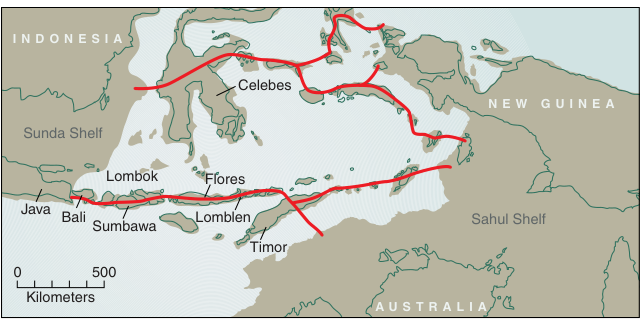 INDONESIA
Celebes
NEW GUINEA
Sunda Shelf
Lombok
Flores
Java
Bali
Sumbawa
Lomblen
Timor
Sahul Shelf
0 500
Kilometers
AUSTRALIA